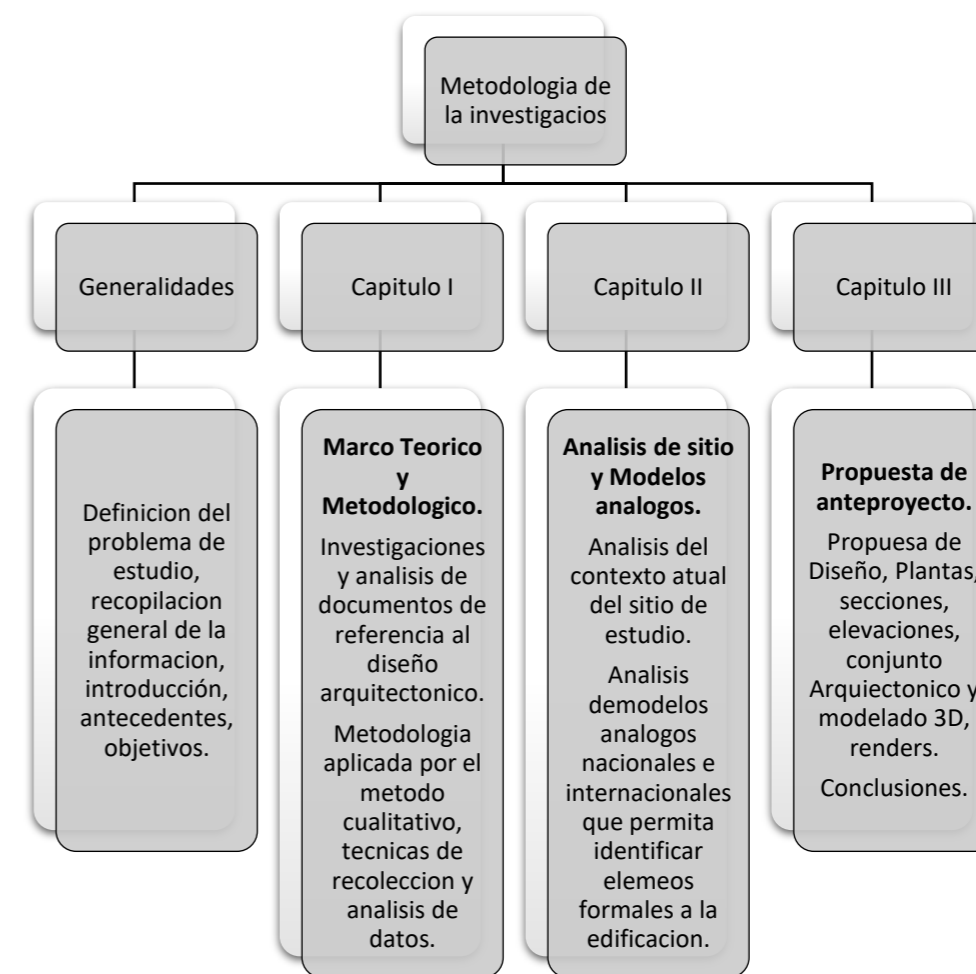 Metodologia de
la investigacios
Generalidades
Capitulo I
Capitulo II
Capitulo III
Definicion del
problema de
estudio,
recopilacion
general de la
informacion,
introducción,
antecedentes,
objetivos.
Marco Teorico
y
Metodologico.
Investigaciones
y analisis de
documentos de
referencia al
diseño
arquitectonico.
Metodologia
aplicada por el
metodo
cualitativo,
tecnicas de
recoleccion y
analisis de
datos.
Analisis de sitio
y Modelos
analogos.
Analisis del
contexto atual
del sitio de
estudio.
Analisis
demodelos
analogos
nacionales e
internacionales
que permita
identificar
elemeos
formales a la
edificacion.
Propuesta de
anteproyecto.
Propuesa de
Diseño, Plantas,
secciones,
elevaciones,
conjunto
Arquiectonico y
modelado 3D,
renders.
Conclusiones.